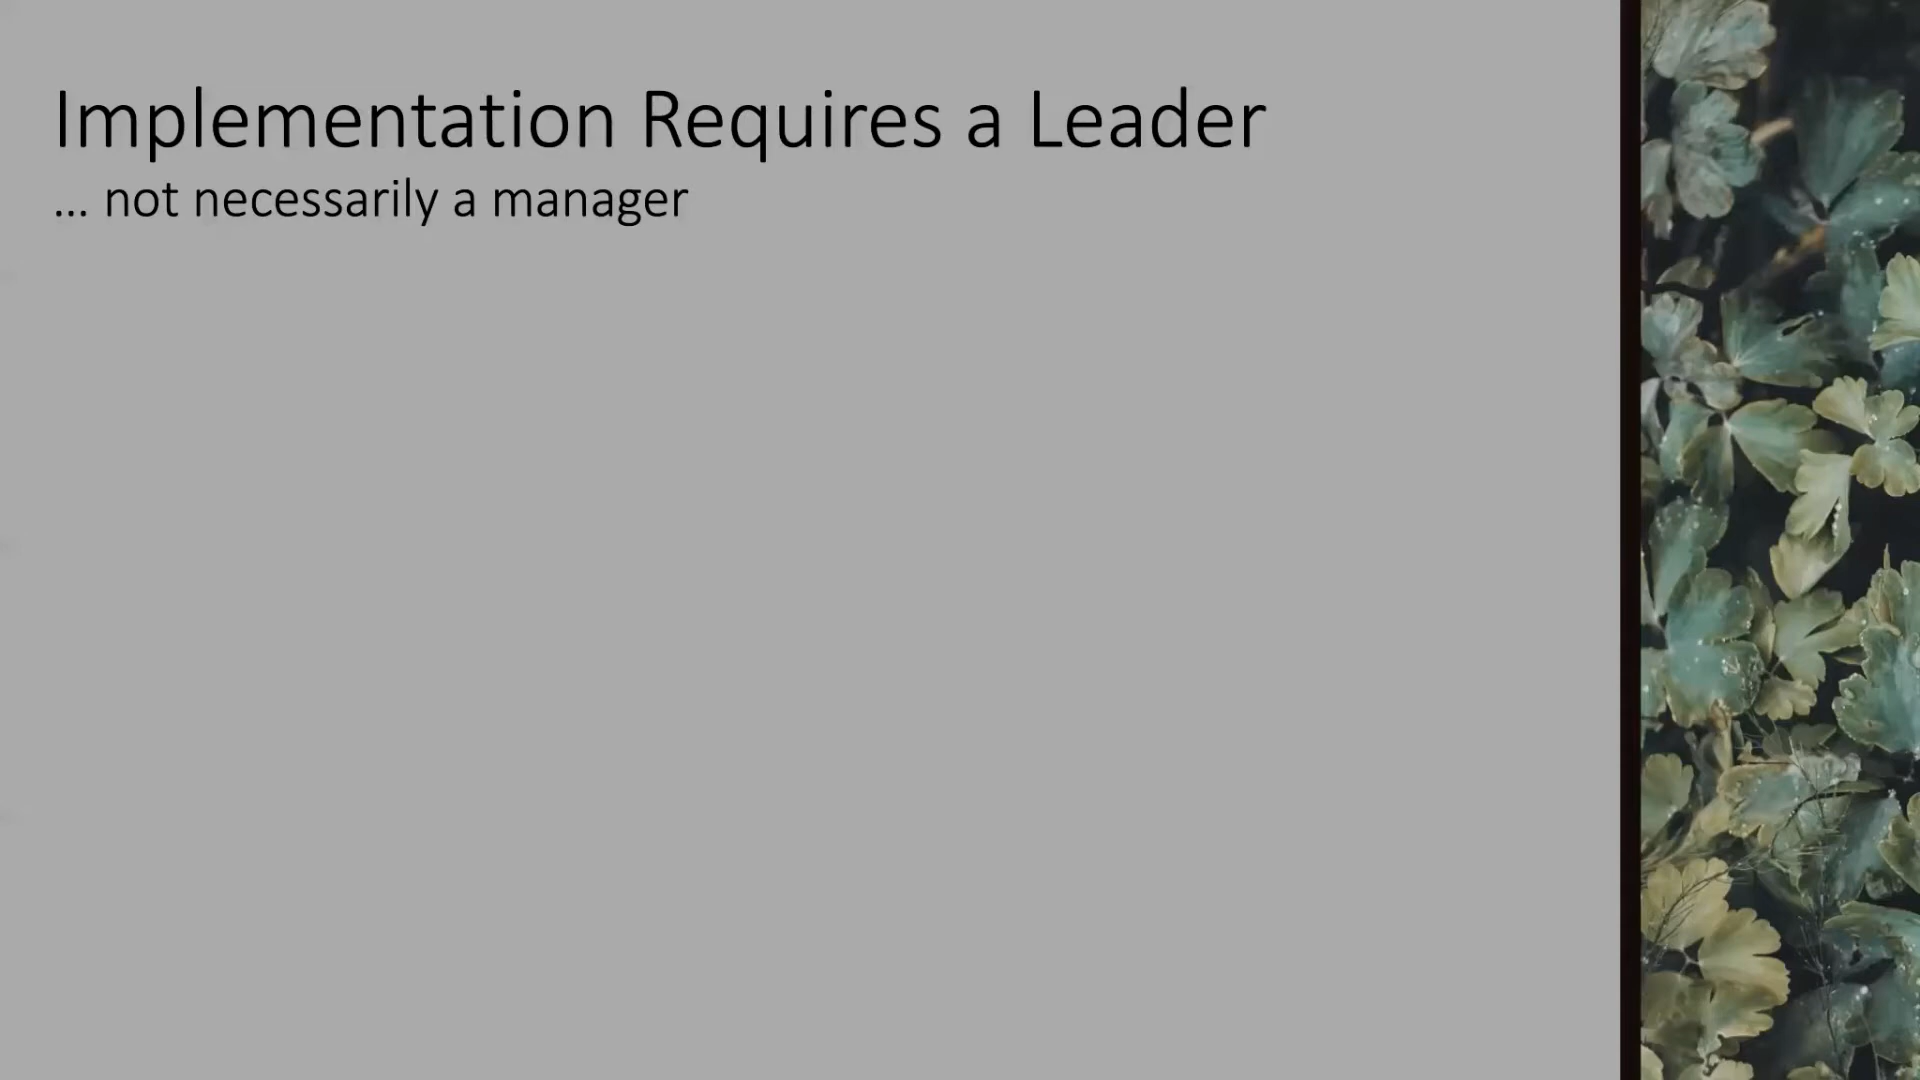 Implementation Requires a Leader
... not necessarily a manager